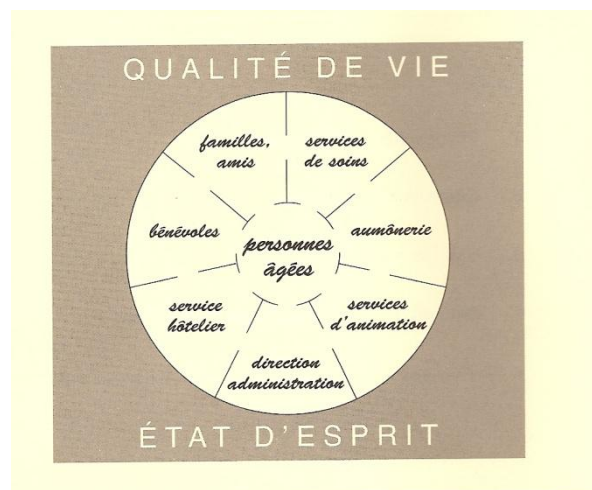 QUALITÉ DE VIE
familles,
amis
services
de soins
bénévoles
aumônerie
personnes
âgées
service
hôtelier
services
d'animation
direction
administration
ÉTAT D'ESPRIT